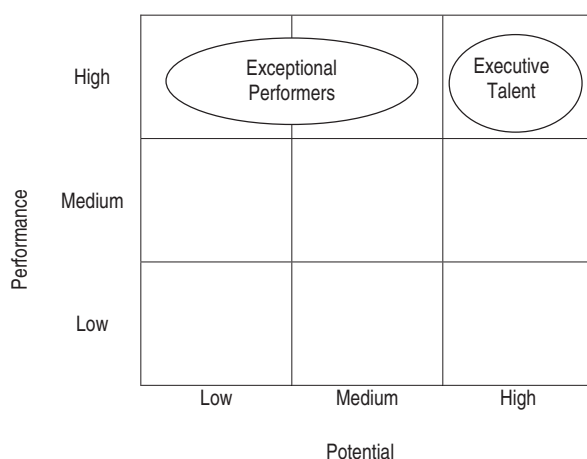 High
Exceptional
Performers
Executive
Talent
Performance
Medium
Low
Low
Medium
High
Potential